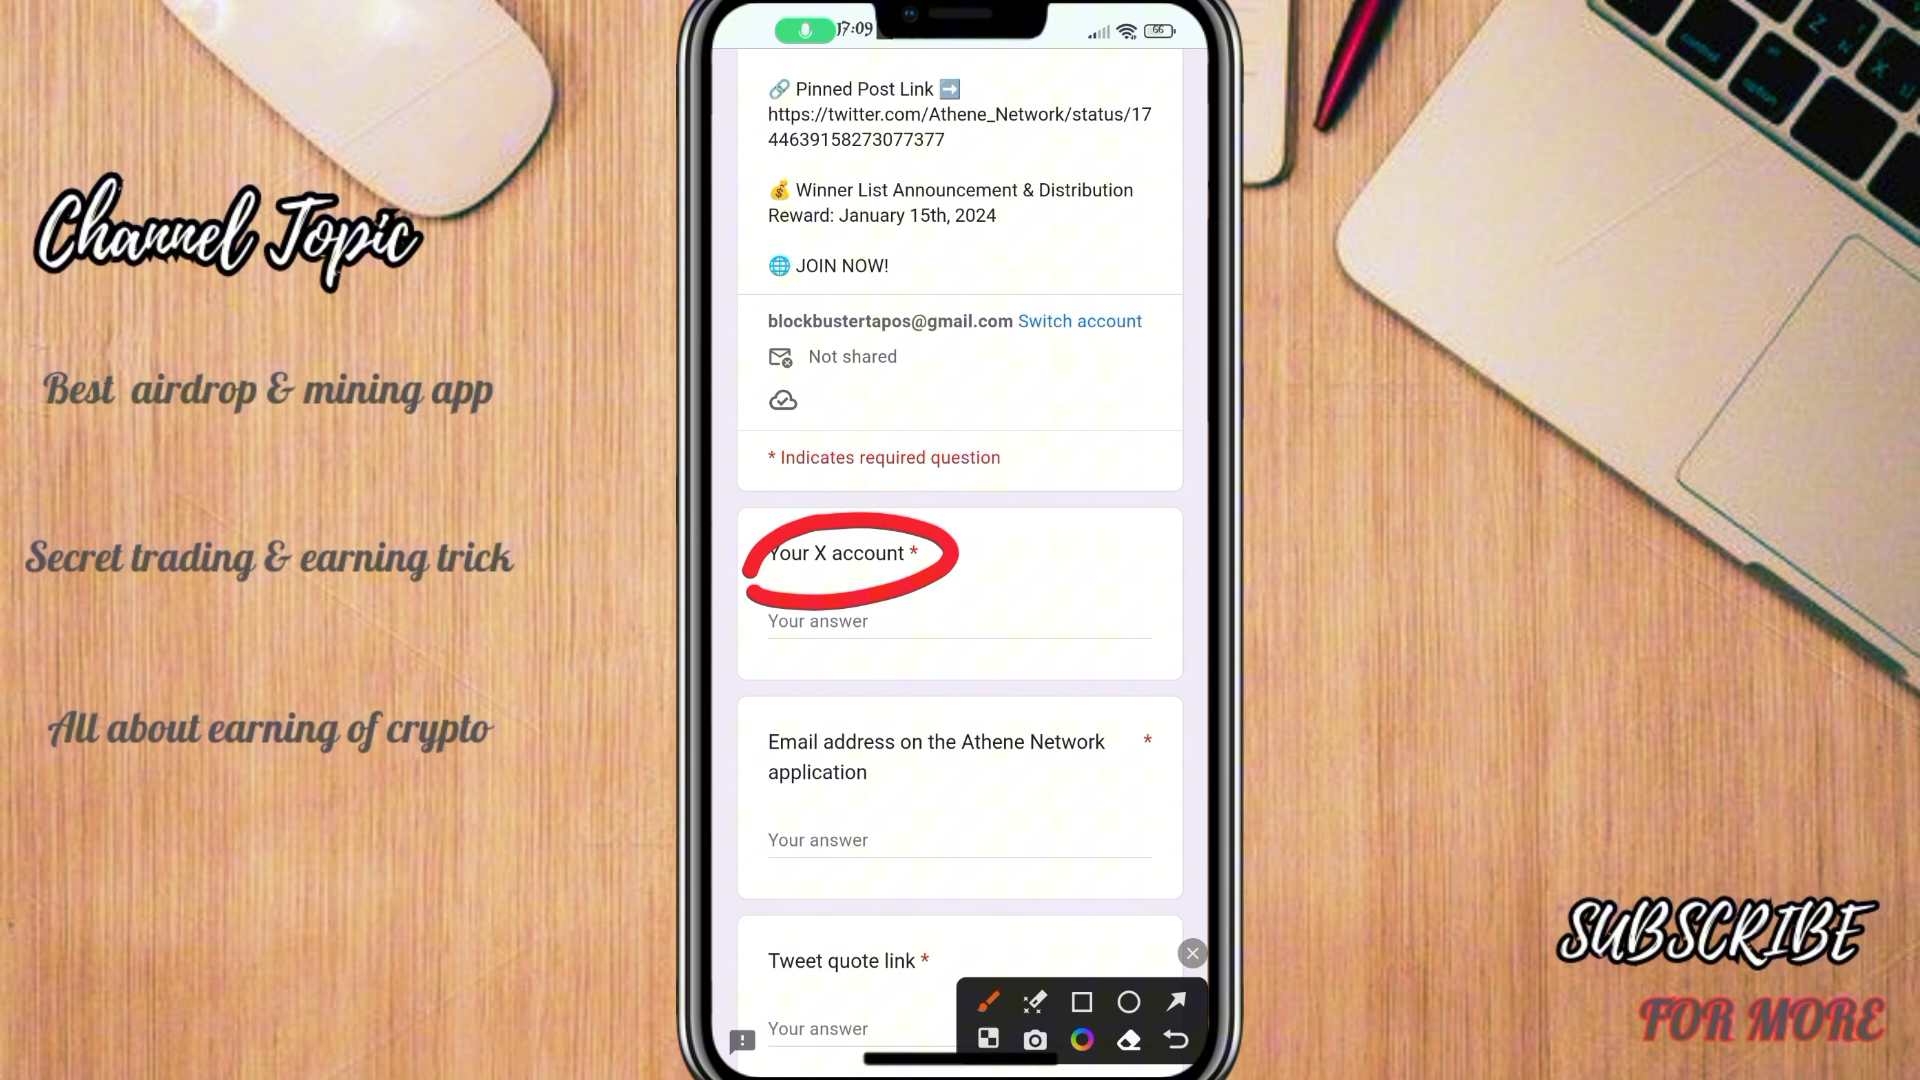 Channel Topic
Best airdrop & mining app
Secret trading & earning trick
All about earning of crypto
17:09
66
Pinned Post Link
https://twitter.com/Athene_Network/status/17
44639158273077377
Winner List Announcement & Distribution
Reward: January 15th, 2024
JOIN NOW!
blockbustertapos@gmail.com Switch account
Not shared
* Indicates required question
Your X account *
Your answer
Email address on the Athene Network *
application
Your answer
Tweet quote link *
Your answer
control
option
Z
X
SUBSCRIBE
FOR MORE